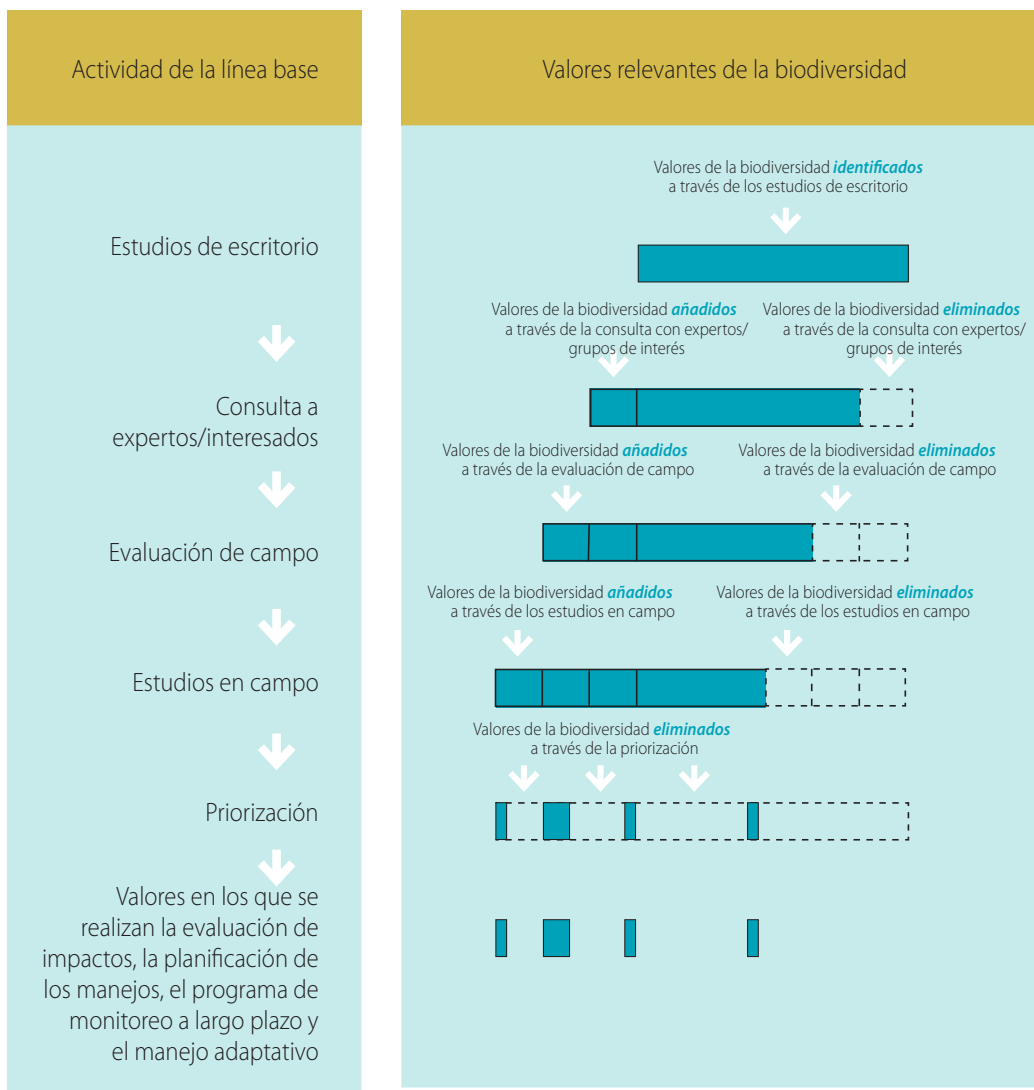 Actividad de la línea base
Valores relevantes de la biodiversidad
Valores de la biodiversidad identificados
a través de los estudios de escritorio
Estudios de escritorio
Valores de la biodiversidad añadidos
a través de la consulta con expertos/
grupos de interés
Valores de la biodiversidad eliminados
a través de la consulta con expertos/
grupos de interés
Consulta a
expertos/interesados
Valores de la biodiversidad añadidos
a través de la evaluación de campo
Valores de la biodiversidad eliminados
a través de la evaluación de campo
Evaluación de campo
Valores de la biodiversidad añadidos
a través de los estudios en campo
Valores de la biodiversidad eliminados
a través de los estudios en campo
Estudios en campo
Valores de la biodiversidad eliminados
a través de la priorización
Priorización
Valores en los que se
realizan la evaluación de
impactos, la planificación de
los manejos, el programa de
monitoreo a largo plazo y
el manejo adaptativo